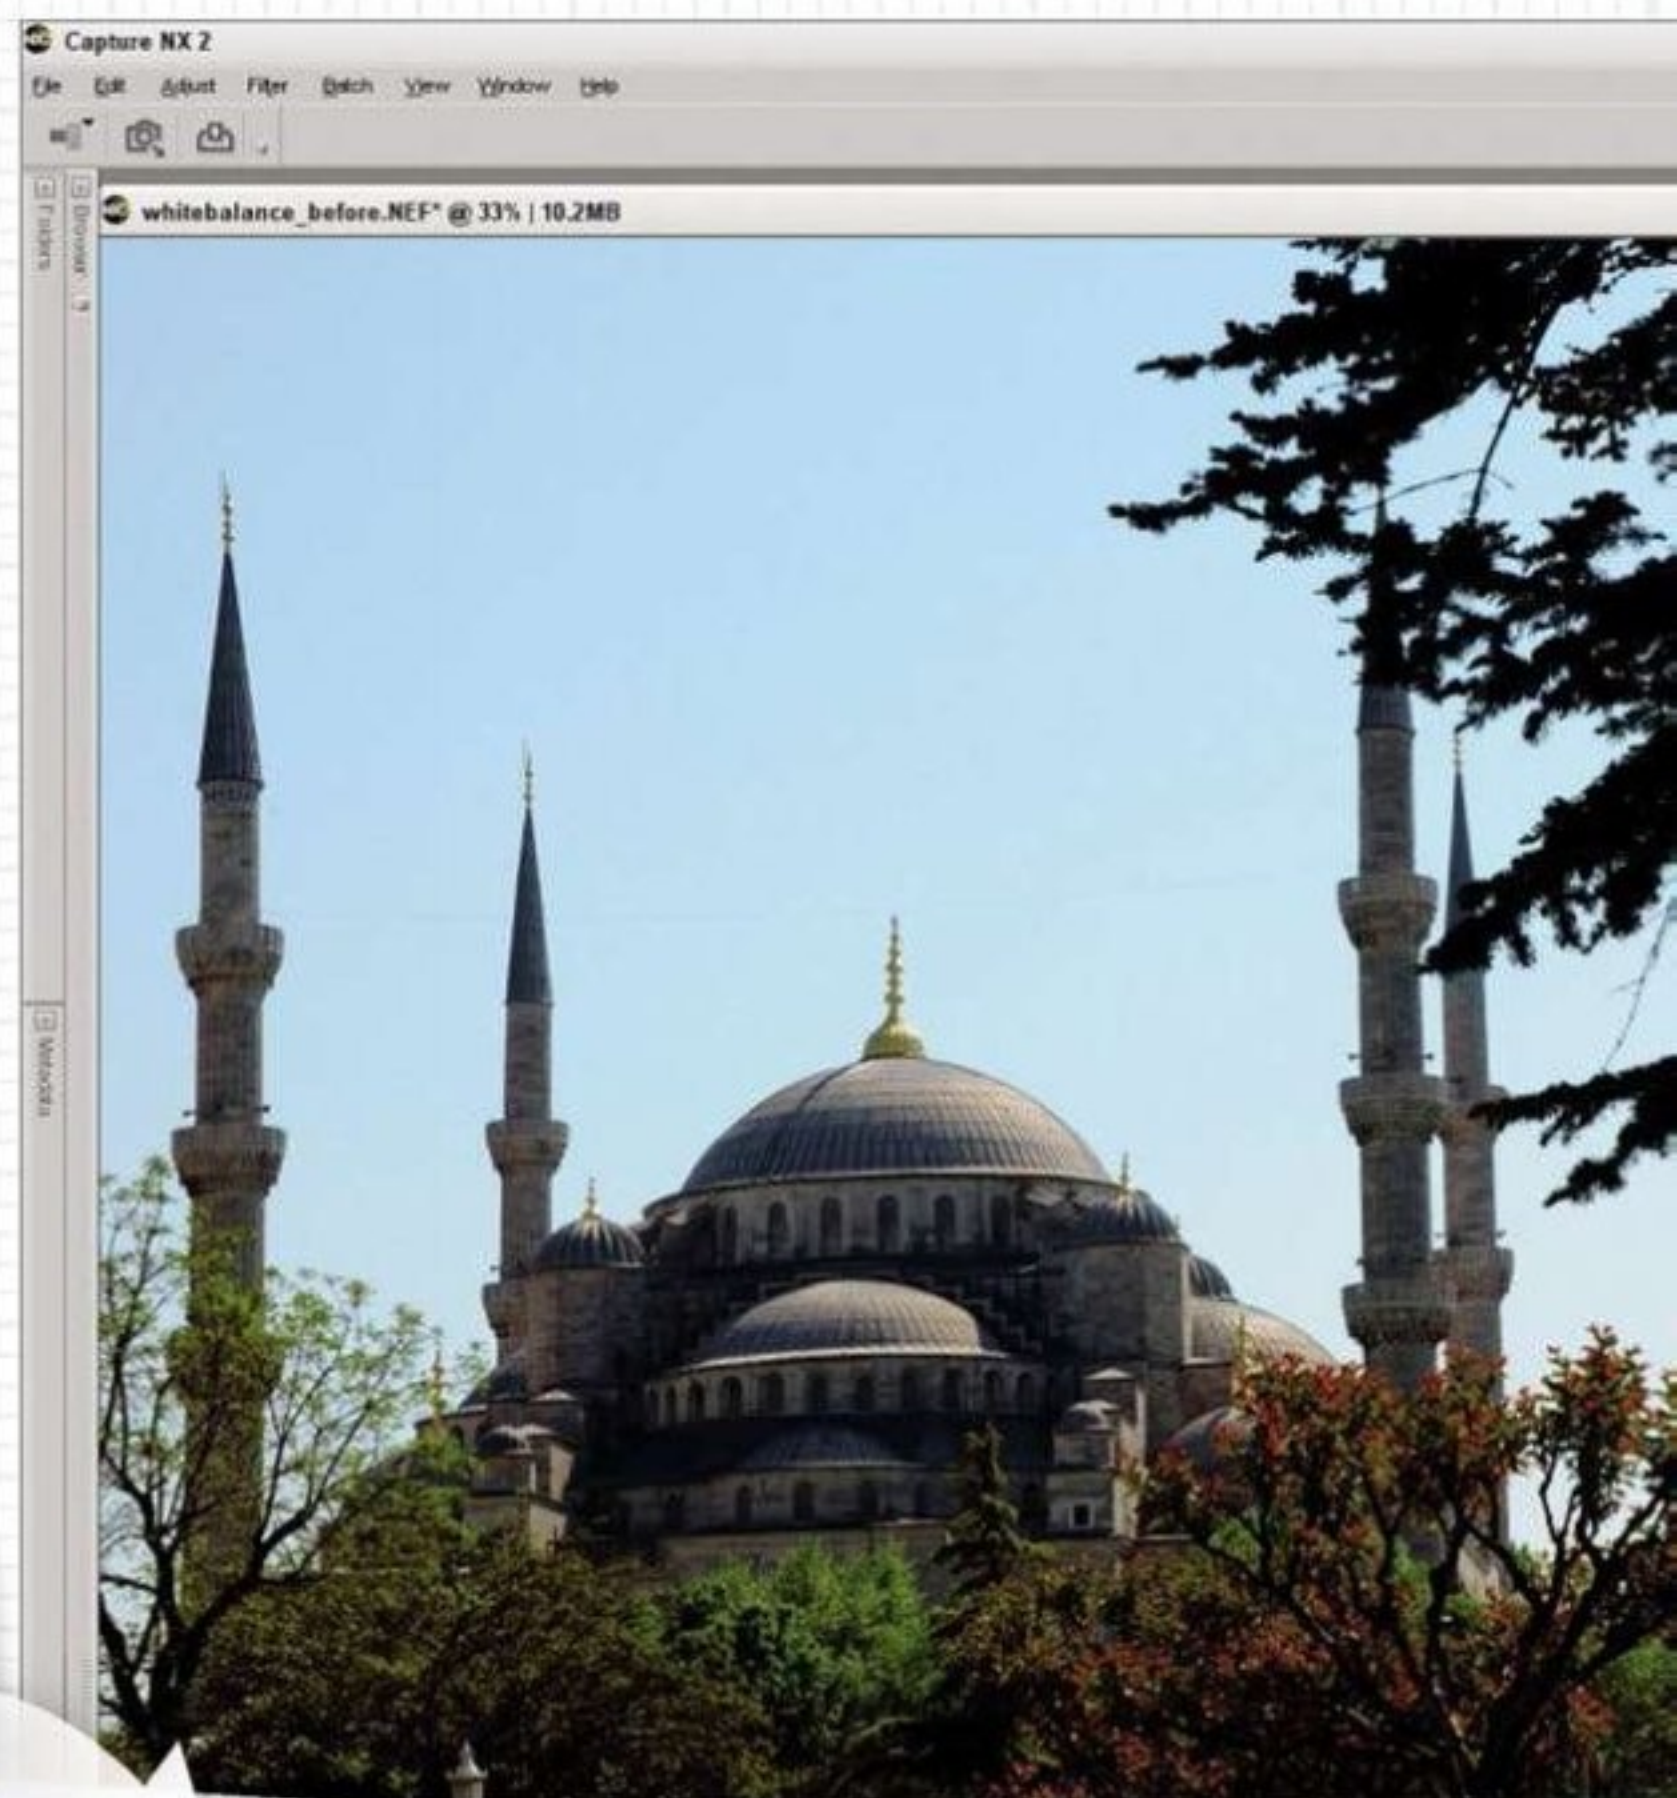 Capture NX 2
File Edit Adjust Filter Batch View Window Help
whitebalance_before.NEF* @ 33% | 10.2MB
Folders
Browser
Metadata